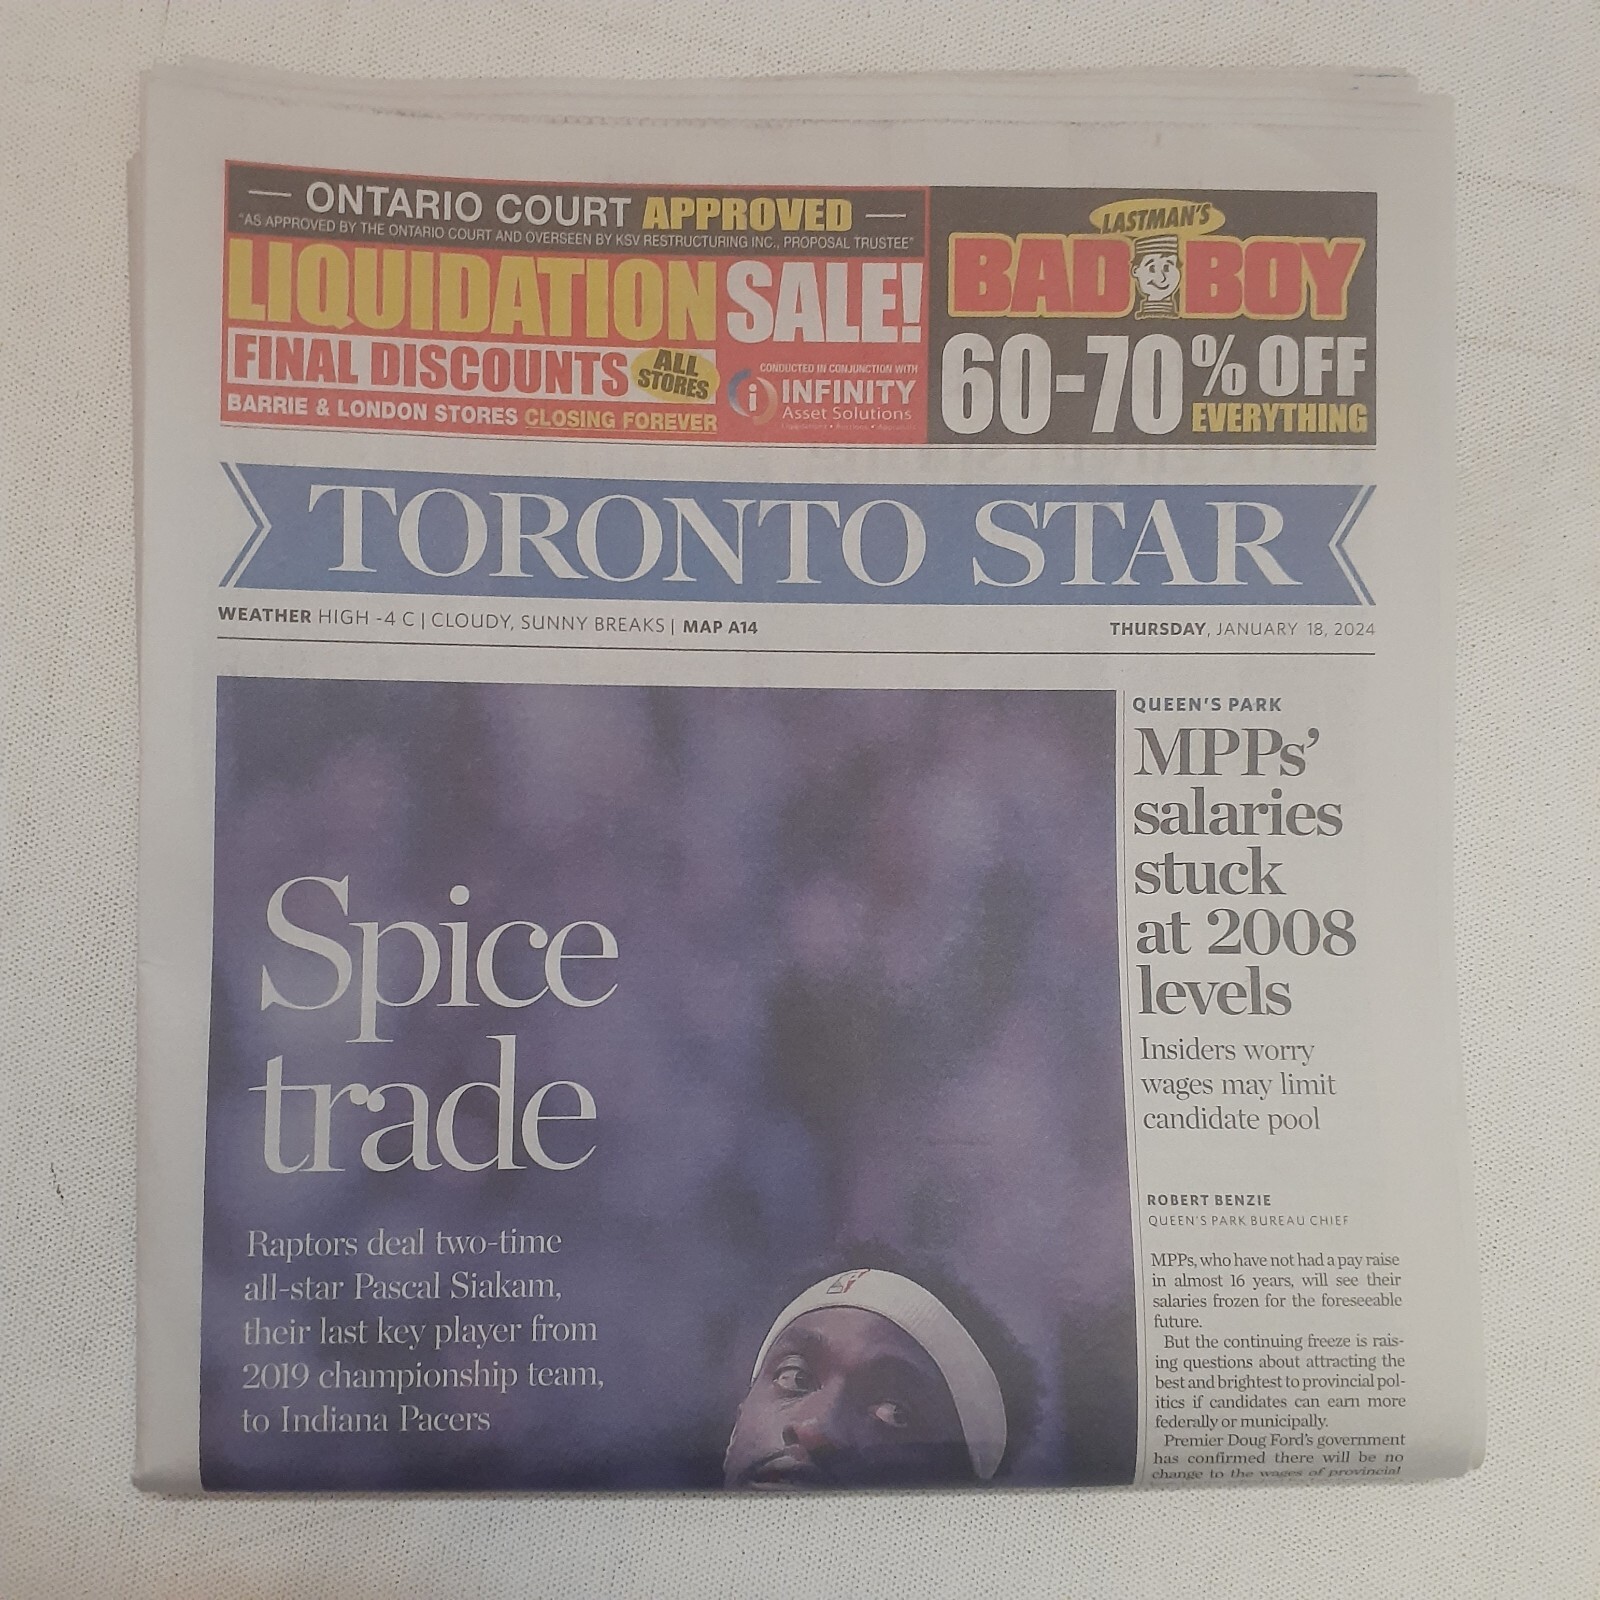 — ONTARIO COURT APPROVED —
"AS APPROVED BY THE ONTARIO COURT AND OVERSEEN BY KSV RESTRUCTURING INC., PROPOSAL TRUSTEE"
LIQUIDATION SALE!
FINAL DISCOUNTS
ALL
STORES
BARRIE & LONDON STORES CLOSING FOREVER
CONDUCTED IN CONJUNCTION WITH
INFINITY
Asset Solutions
LASTMAN'S
BAD BOY
60-70% OFF
EVERYTHING
TORONTO STAR
WEATHER HIGH -4 C | CLOUDY, SUNNY BREAKS | MAP A14
THURSDAY, JANUARY 18, 2024
Spice
trade
Raptors deal two-time
all-star Pascal Siakam,
their last key player from
2019 championship team,
to Indiana Pacers
QUEEN'S PARK
MPPs'
salaries
stuck
at 2008
levels
Insiders worry
wages may limit
candidate pool
ROBERT BENZIE
QUEEN'S PARK BUREAU CHIEF
MPPs, who have not had a pay raise
in almost 16 years, will see their
salaries frozen for the foreseeable
future.
But the continuing freeze is rais-
ing questions about attracting the
best and brightest to provincial pol-
itics if candidates can earn more
federally or municipally.
Premier Doug Ford's government
has confirmed there will be no
change to the wages of provincial